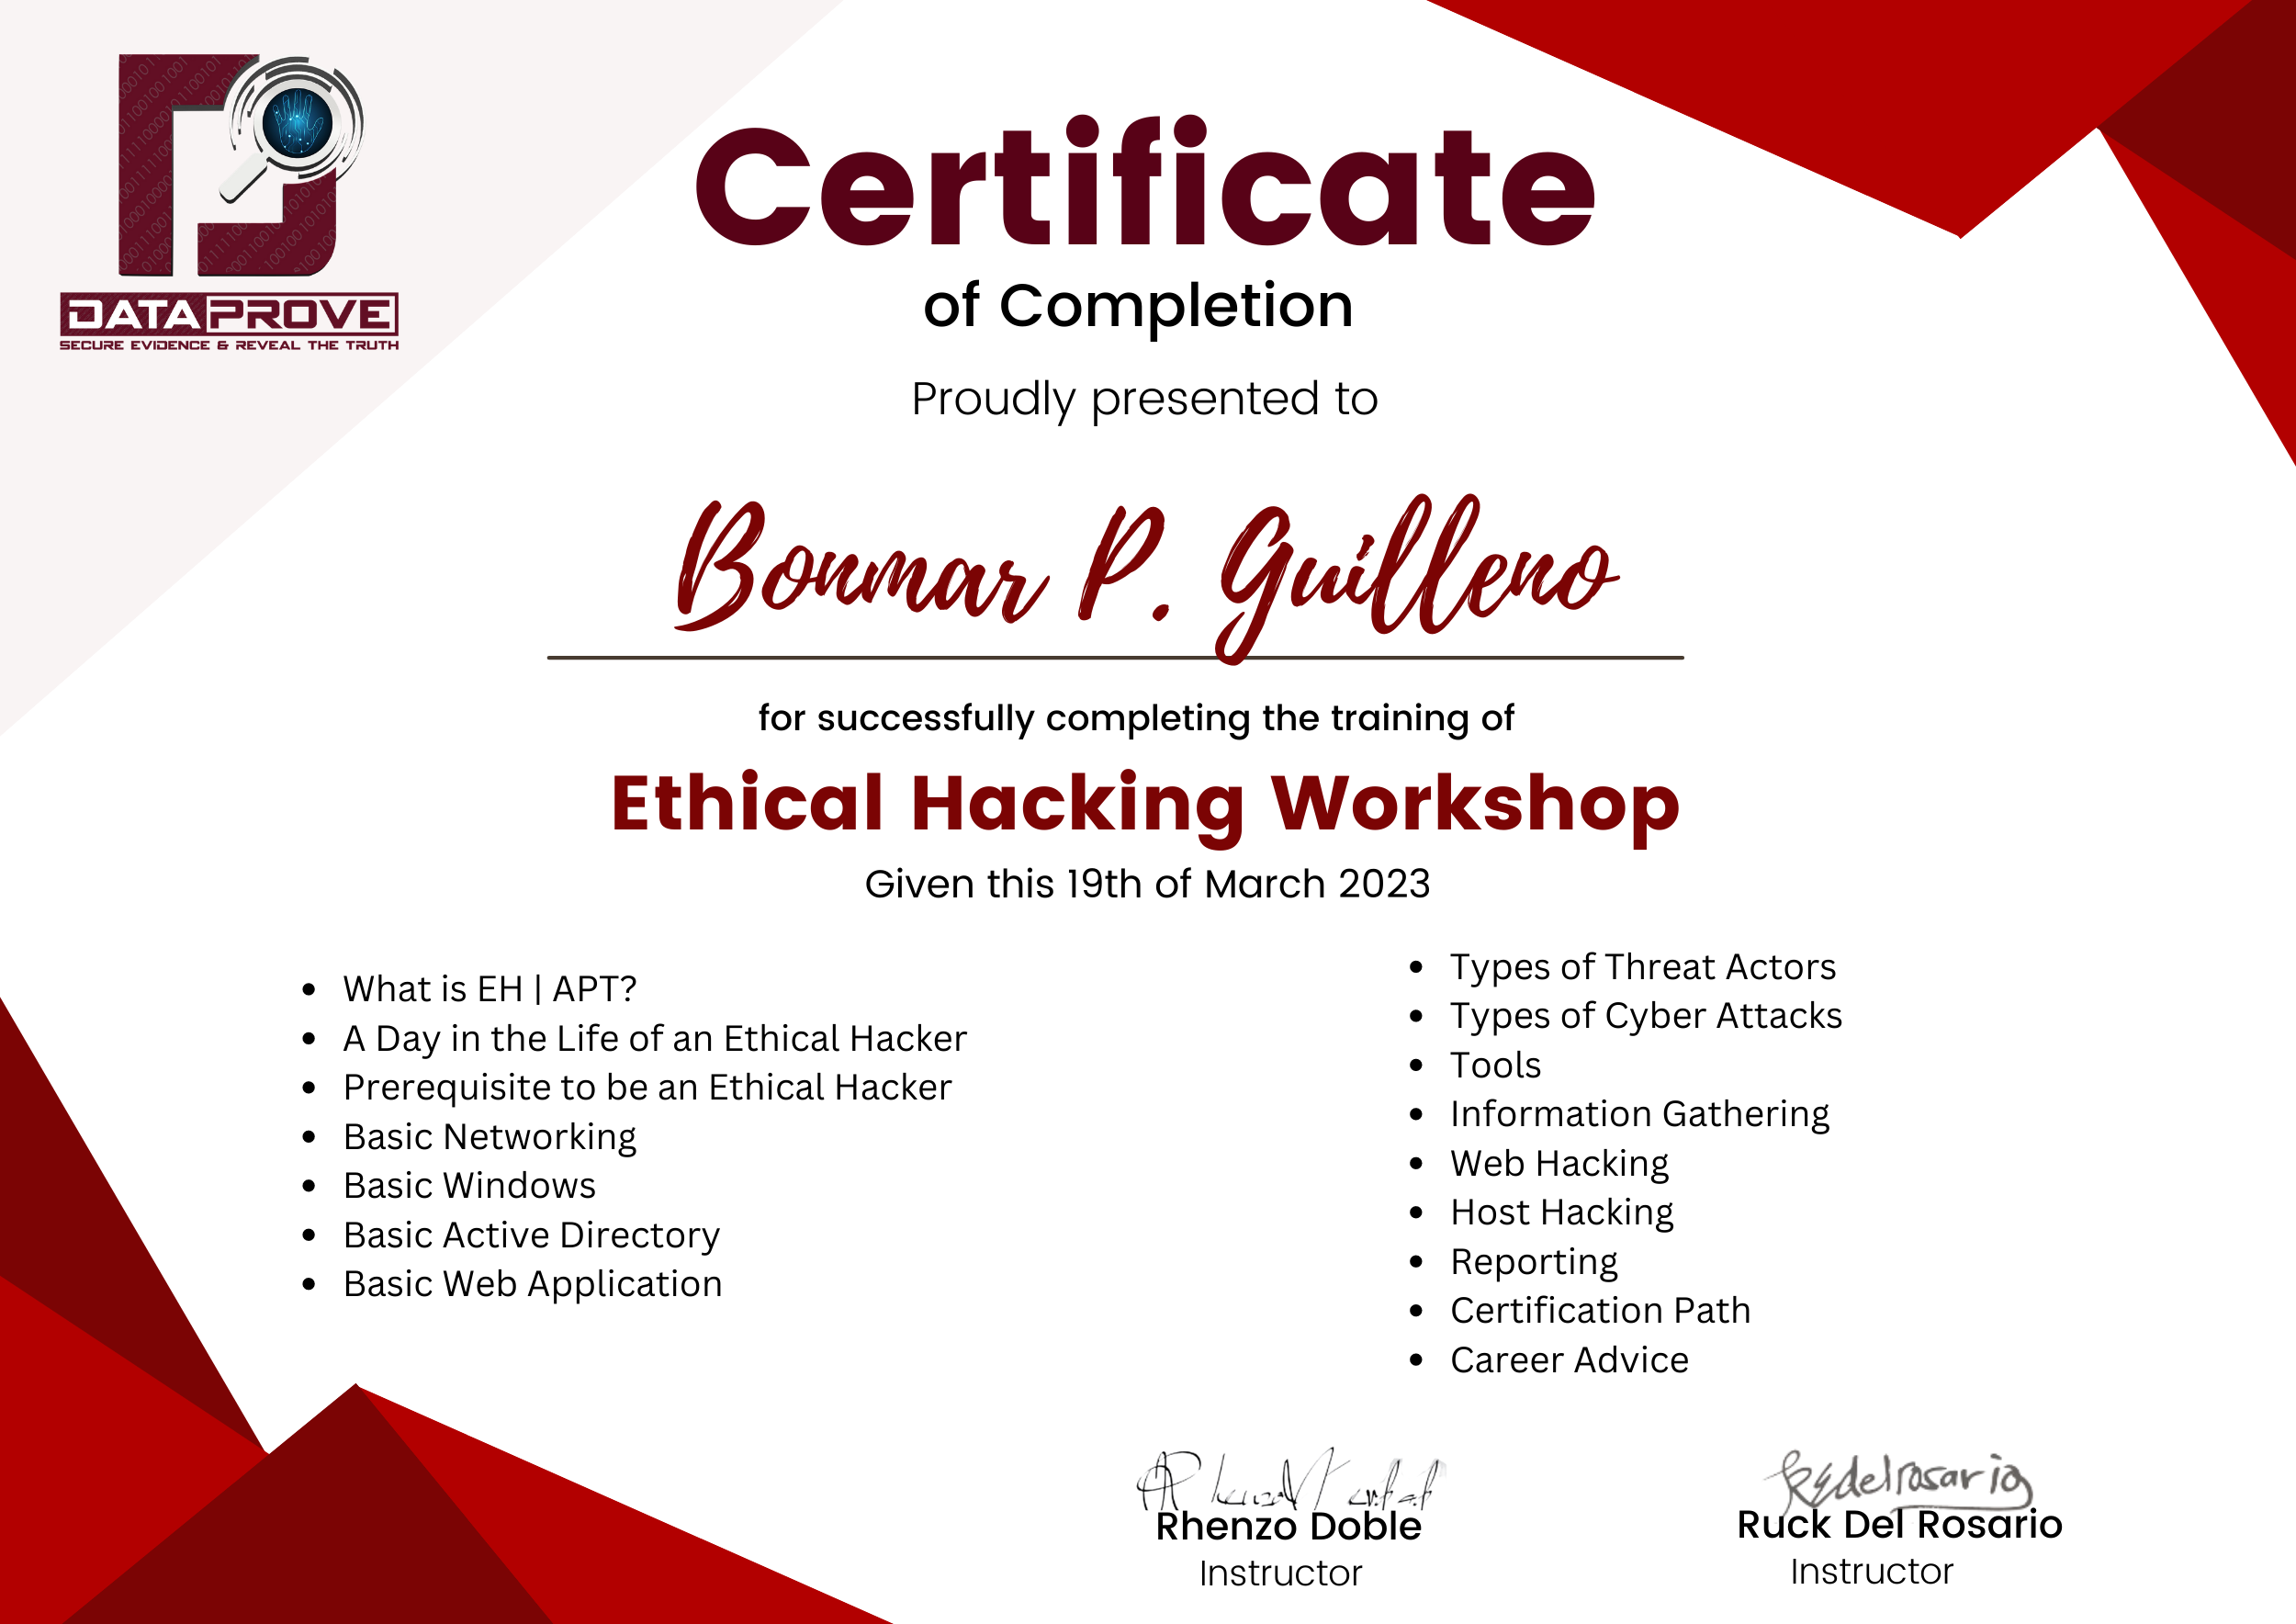 DATAPROVE
SECURE EVIDENCE & REVEAL THE TRUTH
Certificate
of Completion
Proudly presented to
Bonmar P. Guilleno
for successfully completing the training of
Ethical Hacking Workshop
Given this 19th of March 2023
What is EH | APT?
A Day in the Life of an Ethical Hacker
Prerequisite to be an Ethical Hacker
Basic Networking
Basic Windows
Basic Active Directory
Basic Web Application
Types of Threat Actors
Types of Cyber Attacks
Tools
Information Gathering
Web Hacking
Host Hacking
Reporting
Certification Path
Career Advice
Rhenzo Doble
Instructor
Ruck Del Rosario
Instructor